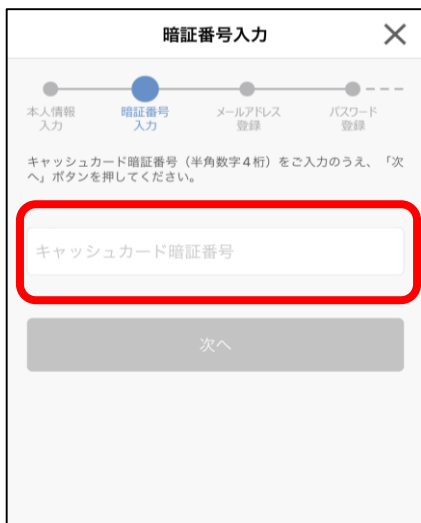 暗証番号入力
本人情報
入力
暗証番号
入力
メールアドレス
登録
パスワード
登録
キャッシュカード暗証番号（半角数字４桁）をご入力のうえ、「次
へ」ボタンを押してください。
キャッシュカード暗証番号
次へ